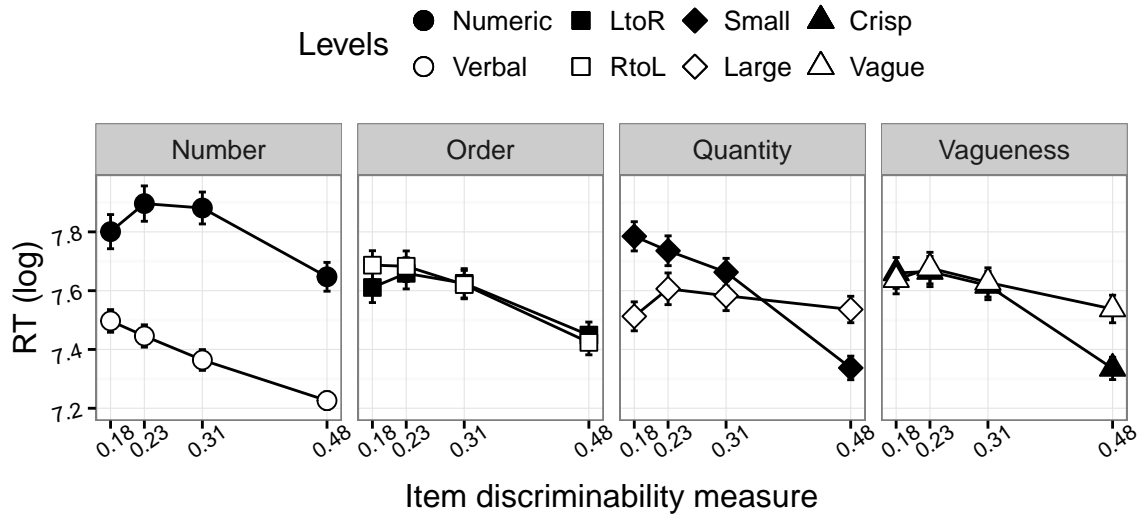 Levels
Numeric LtoR Small Crisp
Verbal RtoL Large Vague
Number Order Quantity Vagueness
RT (log)
7.8
7.6
7.4
7.2
0.18 0.23 0.31 0.48 0.18 0.23 0.31 0.48 0.18 0.23 0.31 0.48 0.18 0.23 0.31 0.48
Item discriminability measure